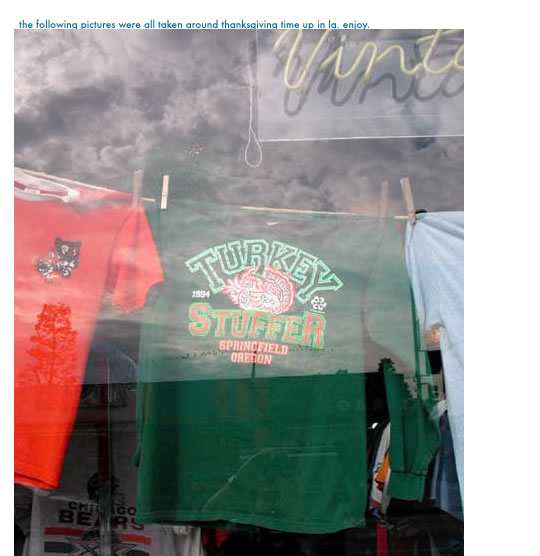 the following pictures were all taken around thanksgiving time up in la. enjoy.
TURKEY
1994
STUFFER
SPRINGFIELD
OREGON
CHICAGO
BEARS